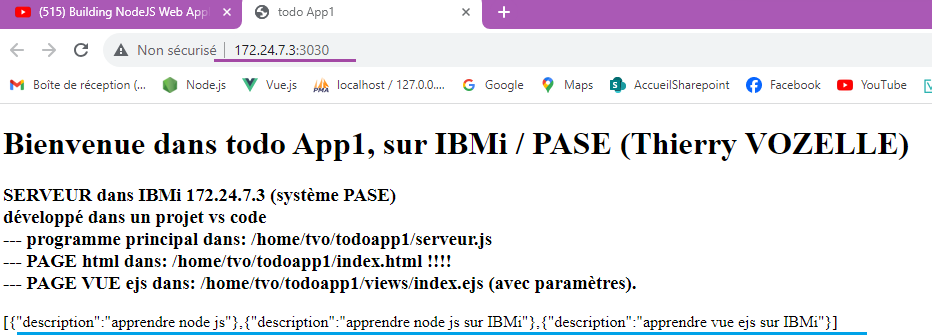 (515) Building NodeJS Web App
todo App1
Non sécurisé | 172.24.7.3:3030
Boîte de réception (... Node.js Vue.js localhost / 127.0.0.... Google Maps AccueilSharepoint Facebook YouTube
Bienvenue dans todo App1, sur IBMi / PASE (Thierry VOZELLE)
SERVEUR dans IBMi 172.24.7.3 (système PASE)
développé dans un projet vs code
--- programme principal dans: /home/tvo/todoapp1/serveur.js
--- PAGE html dans: /home/tvo/todoapp1/index.html !!!!
--- PAGE VUE ejs dans: /home/tvo/todoapp1/views/index.ejs (avec paramètres).
[{"description":"apprendre node js"},{"description":"apprendre node js sur IBMi"},{"description":"apprendre vue ejs sur IBMi"}]